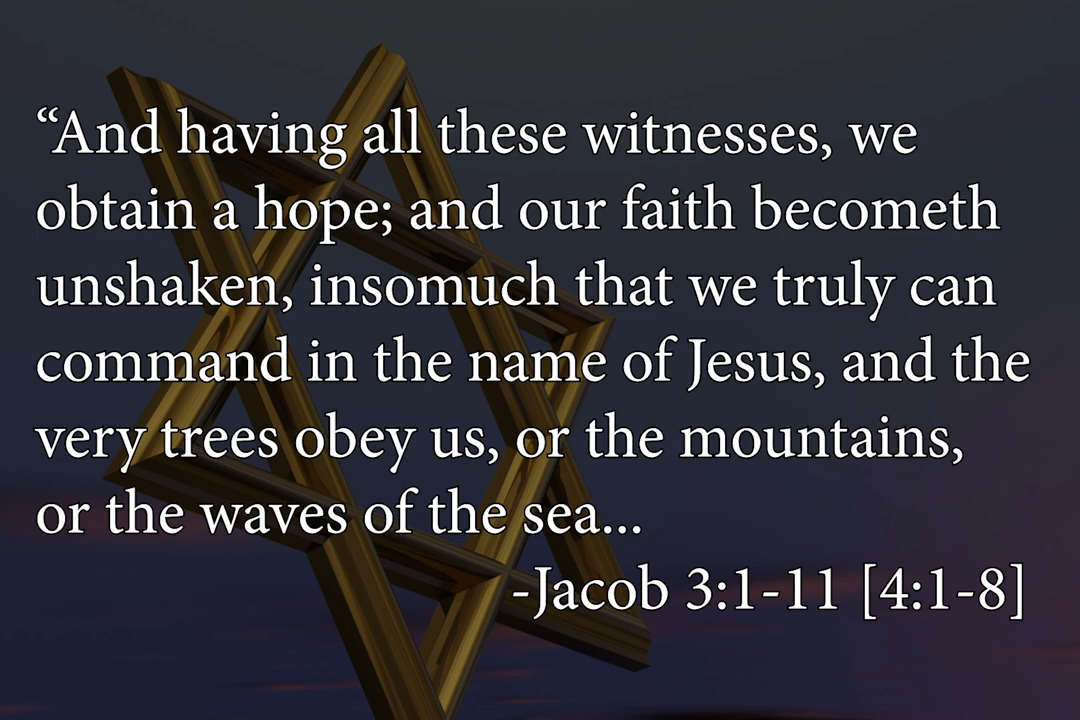 “And having all these witnesses, we
obtain a hope; and our faith becometh
unshaken, insomuch that we truly can
command in the name of Jesus, and the
very trees obey us, or the mountains,
or the waves of the sea...
-Jacob 3:1-11 [4:1-8]